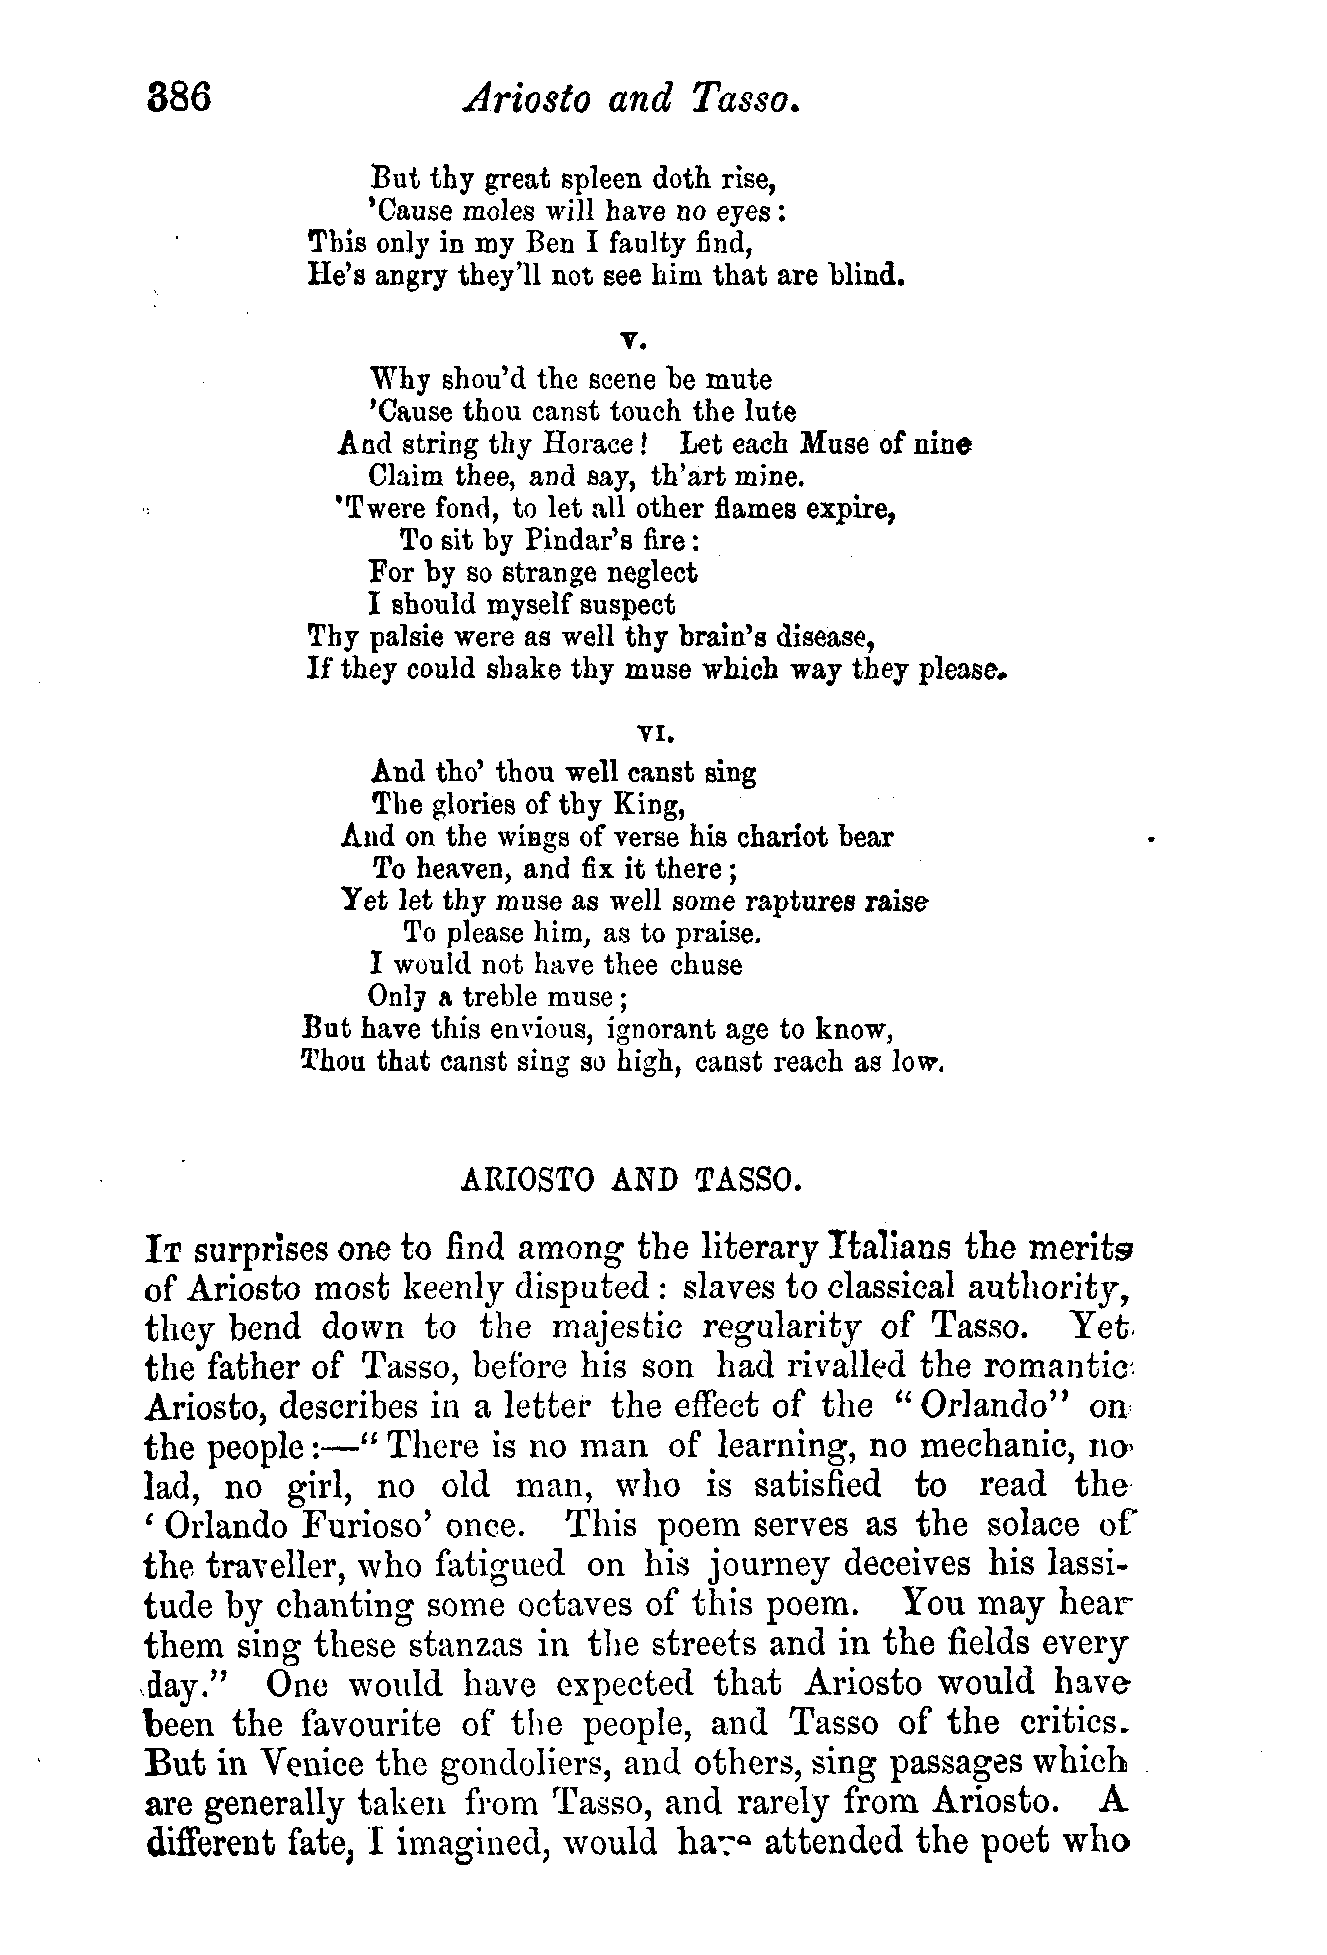 386 Ariosto and Tasso.
But thy great spleen doth rise,
'Cause moles will have no eyes:
This only in my Ben I faulty find,
He's angry they'll not see him that are blind.
V.
Why shou'd the scene be mute
'Cause thou canst touch the lute
And string thy Horace! Let each Muse of nine
Claim thee, and say, th'art mine.
'Twere fond, to let all other flames expire,
To sit by Pindar's fire:
For by so strange neglect
I should myself suspect
Thy palsie were as well thy brain's disease,
If they could shake thy muse which way they please.
VI.
And tho' thou well canst sing
The glories of thy King,
And on the wings of verse his chariot bear
To heaven, and fix it there;
Yet let thy muse as well some raptures raise
To please him, as to praise.
I would not have thee chuse
Only a treble muse;
But have this envious, ignorant age to know,
Thou that canst sing so high, canst reach as low.
ARIOSTO AND TASSO.
IT surprises one to find among the literary Italians the merits
of Ariosto most keenly disputed: slaves to classical authority,
they bend down to the majestic regularity of Tasso. Yet
the father of Tasso, before his son had rivalled the romantic
Ariosto, describes in a letter the effect of the "Orlando" on
the people:—"There is no man of learning, no mechanic, no
lad, no girl, no old man, who is satisfied to read the
'Orlando Furioso' once. This poem serves as the solace of
the traveller, who fatigued on his journey deceives his lassi-
tude by chanting some octaves of this poem. You may hear
them sing these stanzas in the streets and in the fields every
day." One would have expected that Ariosto would have
been the favourite of the people, and Tasso of the critics.
But in Venice the gondoliers, and others, sing passages which
are generally taken from Tasso, and rarely from Ariosto. A
different fate, I imagined, would have attended the poet who